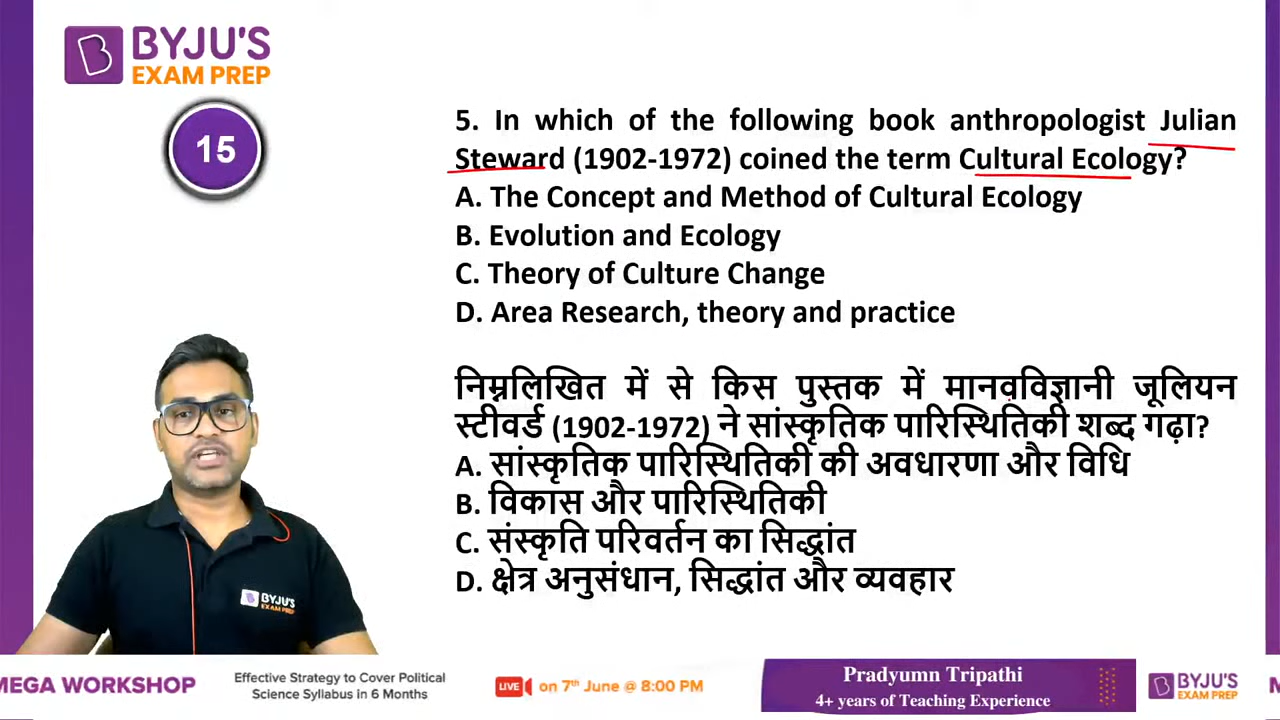 BYJU'S
EXAM PREP
15
5. In which of the following book anthropologist Julian
Steward (1902-1972) coined the term Cultural Ecology?
A. The Concept and Method of Cultural Ecology
B. Evolution and Ecology
C. Theory of Culture Change
D. Area Research, theory and practice
निम्नलिखित में से किस पुस्तक में मानवविज्ञानी जूलियन
स्टीवर्ड (1902-1972) ने सांस्कृतिक पारिस्थितिकी शब्द गढ़ा?
A. सांस्कृतिक पारिस्थितिकी की अवधारणा और विधि
B. विकास और पारिस्थितिकी
C. संस्कृति परिवर्तन का सिद्धांत
D. क्षेत्र अनुसंधान, सिद्धांत और व्यवहार
BYJU'S
EXAM PREP
MEGA WORKSHOP
Effective Strategy to Cover Political
Science Syllabus in 6 Months
LIVE on 7th June @ 8:00 PM
Pradyumn Tripathi
4+ years of Teaching Experience
BYJU'S
EXAM PREP